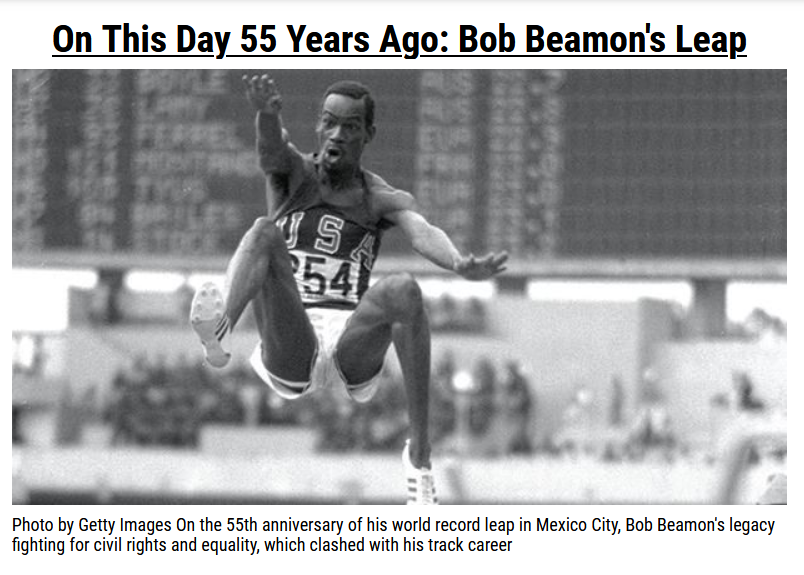 On This Day 55 Years Ago: Bob Beamon's Leap
USA
254
Photo by Getty Images On the 55th anniversary of his world record leap in Mexico City, Bob Beamon's legacy
fighting for civil rights and equality, which clashed with his track career